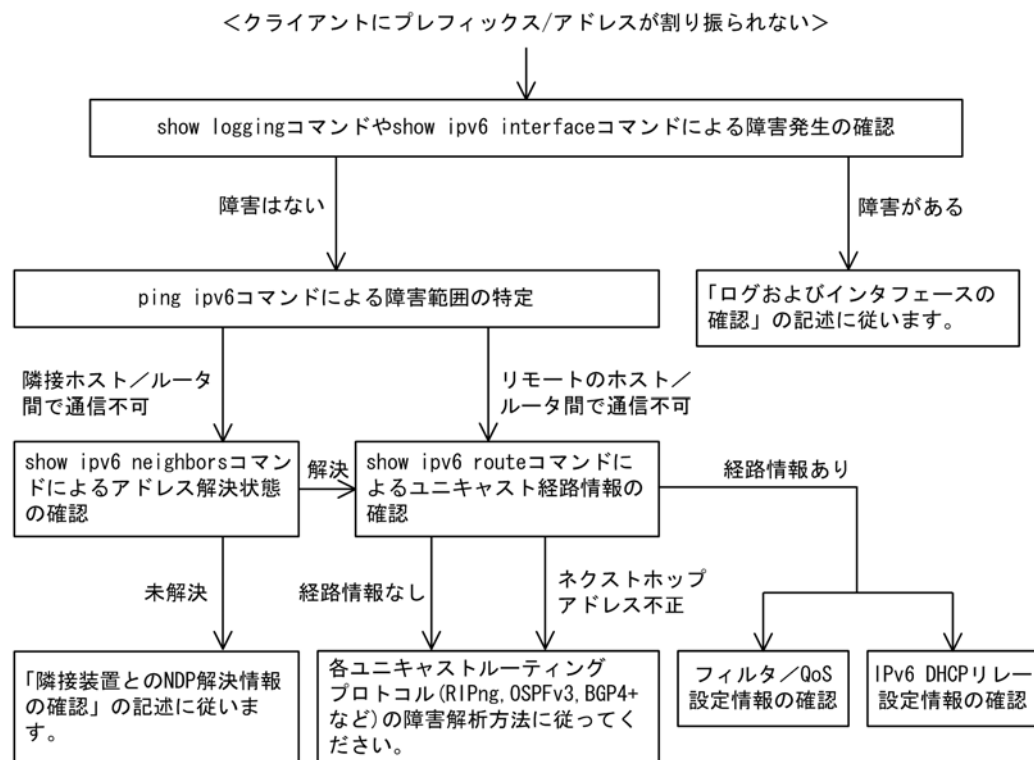 ＜クライアントにプレフィックス/アドレスが割り振られない＞
show loggingコマンドやshow ipv6 interfaceコマンドによる障害発生の確認
障害はない
障害がある
ping ipv6コマンドによる障害範囲の特定
「ログおよびインタフェースの
確認」の記述に従います。
隣接ホスト／ルータ
間で通信不可
リモートのホスト／
ルータ間で通信不可
show ipv6 neighborsコマン
ドによるアドレス解決状態
の確認
解決
show ipv6 routeコマンドに
よるユニキャスト経路情報の
確認
経路情報あり
未解決
経路情報なし
ネクストホップ
アドレス不正
「隣接装置とのNDP解決情報
の確認」の記述に従いま
す。
各ユニキャストルーティング
プロトコル(RIPng,OSPFv3,BGP4+
など)の障害解析方法に従ってく
ださい。
フィルタ／QoS
設定情報の確認
IPv6 DHCPリレー
設定情報の確認